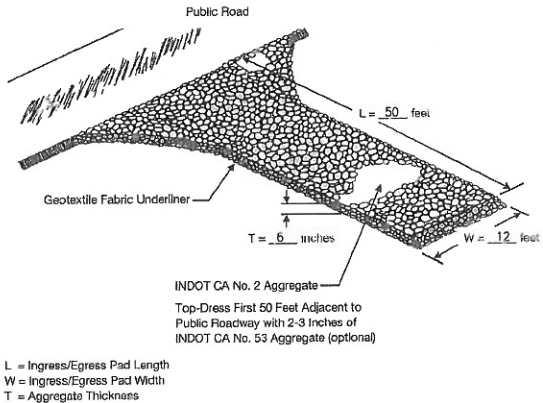 Public Road
L = 50 feet
Geotextile Fabric Underliner
T = 6 inches
W = 12 feet
INDOT CA No. 2 Aggregate
Top-Dress First 50 Feet Adjacent to
Public Roadway with 2-3 Inches of
INDOT CA No. 53 Aggregate (optional)
L = Ingress/Egress Pad Length
W = Ingress/Egress Pad Width
T = Aggregate Thickness